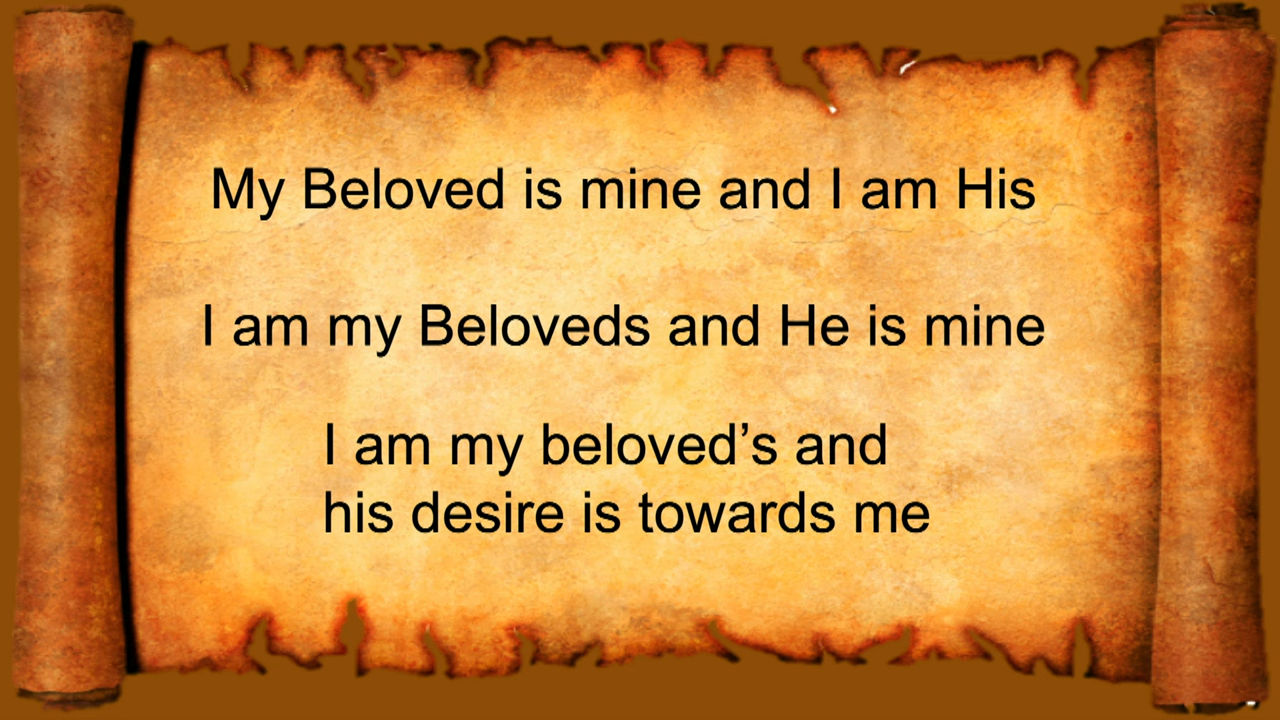 My Beloved is mine and I am His
I am my Beloveds and He is mine
I am my beloved’s and
his desire is towards me